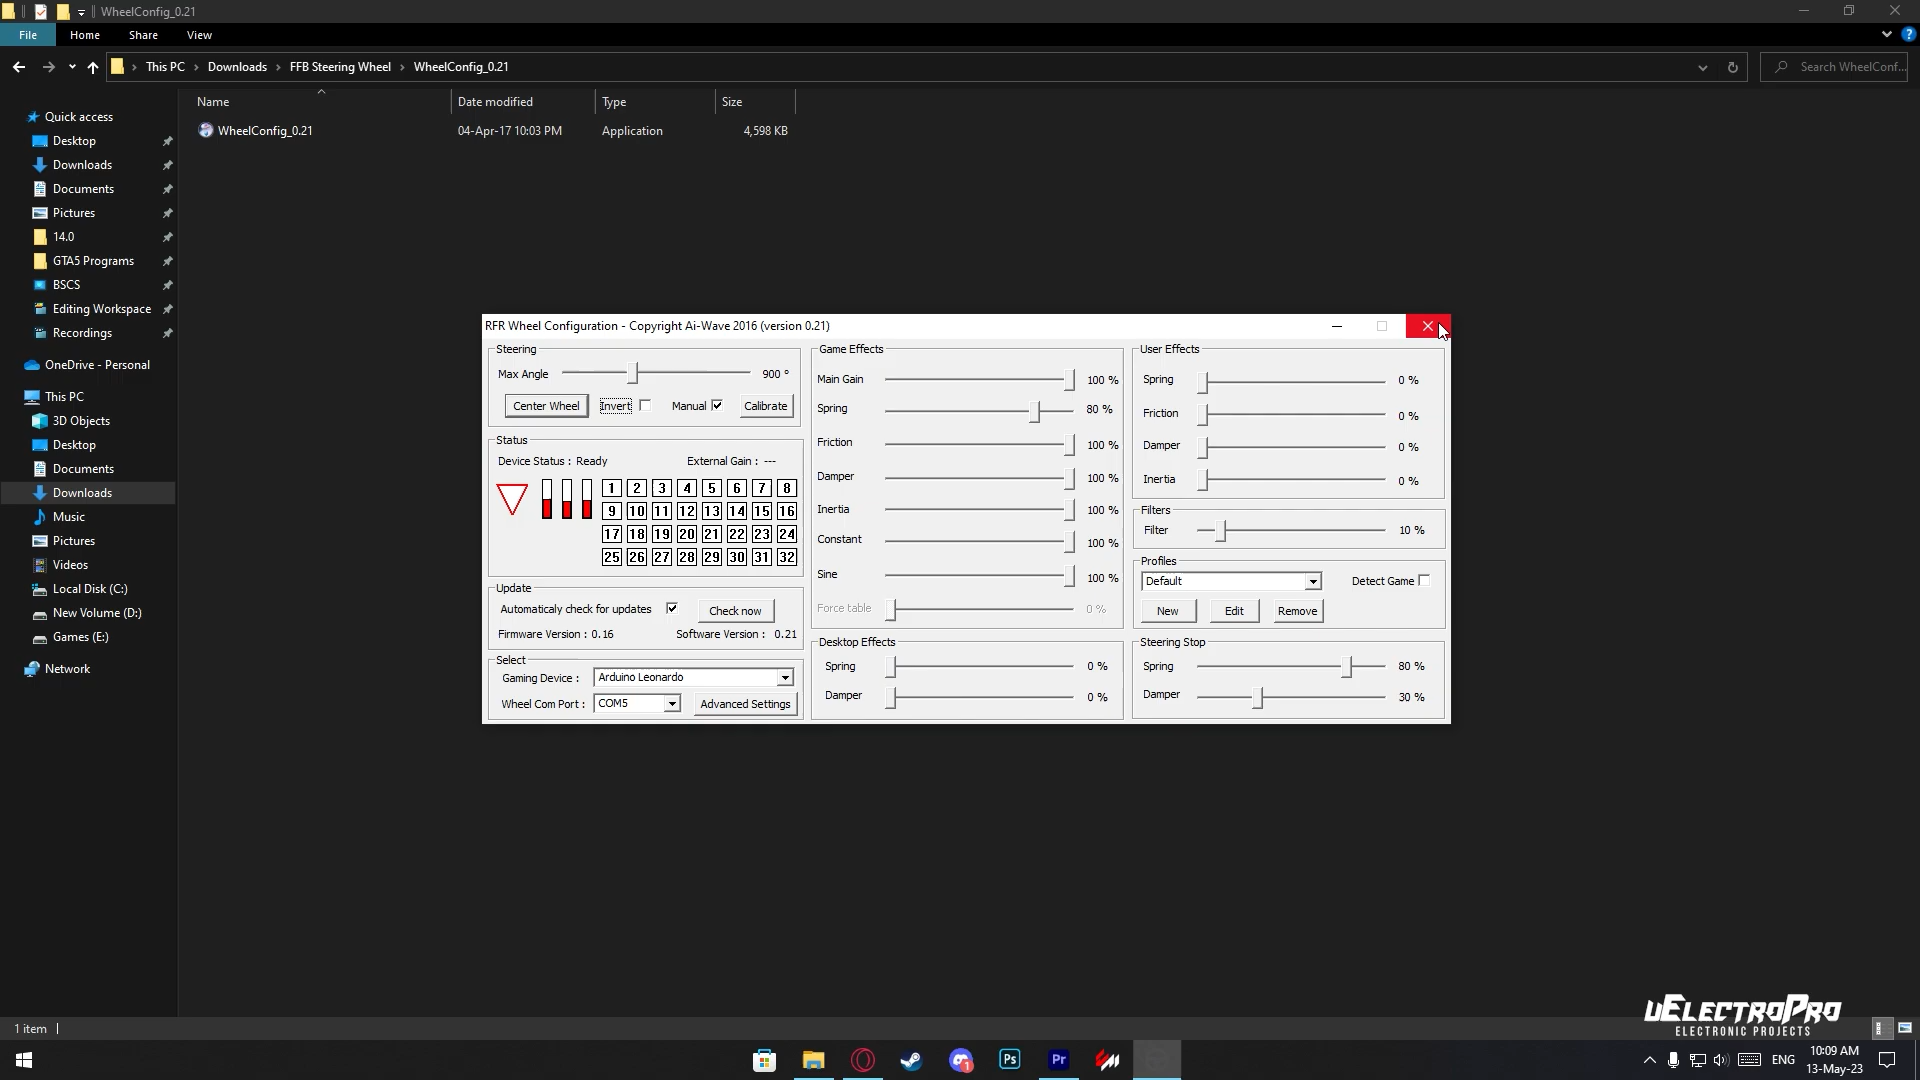 WheelConfig_0.21
File Home Share View
This PC Downloads FFB Steering Wheel WheelConfig_0.21
Search WheelConf...
Name Date modified Type Size
WheelConfig_0.21 04-Apr-17 10:03 PM Application 4,598 KB
Quick access
Desktop
Downloads
Documents
Pictures
14.0
GTA5 Programs
BSCS
Editing Workspace
Recordings
OneDrive - Personal
This PC
3D Objects
Desktop
Documents
Downloads
Music
Pictures
Videos
Local Disk (C:)
New Volume (D:)
Games (E:)
Network
RFR Wheel Configuration - Copyright Ai-Wave 2016 (version 0.21)
Steering
Max Angle 900 °
Center Wheel Invert Manual Calibrate
Status
Device Status : Ready External Gain : ---
1 2 3 4 5 6 7 8
9 10 11 12 13 14 15 16
17 18 19 20 21 22 23 24
25 26 27 28 29 30 31 32
Update
Automaticaly check for updates Check now
Firmware Version : 0.16 Software Version : 0.21
Select
Gaming Device : Arduino Leonardo
Wheel Com Port : COM5 Advanced Settings
Game Effects
Main Gain 100 %
Spring 80 %
Friction 100 %
Damper 100 %
Inertia 100 %
Constant 100 %
Sine 100 %
Force table 0 %
Desktop Effects
Spring 0 %
Damper 0 %
User Effects
Spring 0 %
Friction 0 %
Damper 0 %
Inertia 0 %
Filters
Filter 10 %
Profiles
Default Detect Game
New Edit Remove
Steering Stop
Spring 80 %
Damper 30 %
uElectroPro
ELECTRONIC PROJECTS
1 item
Ps Pr
ENG
10:09 AM
13-May-23